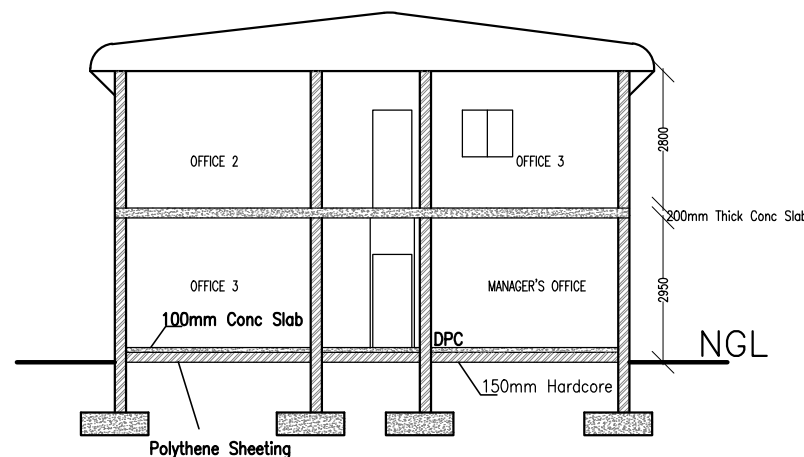 2800
OFFICE 2
OFFICE 3
200mm Thick Conc Slab
OFFICE 3
MANAGER'S OFFICE
2950
100mm Conc Slab
DPC
NGL
150mm Hardcore
Polythene Sheeting